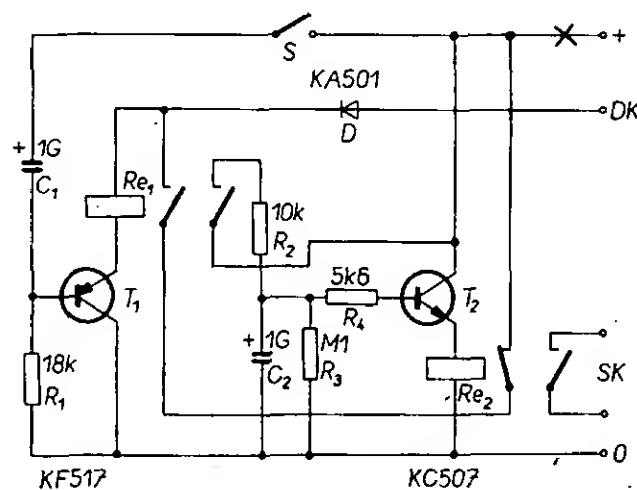 S
+
KA501
D
DK
+ 1G
C1
Re1
10k
R2
T1
5k6
R4
T2
+ 1G
C2
M1
R3
18k
R1
Re2
SK
0
KF517
KC507